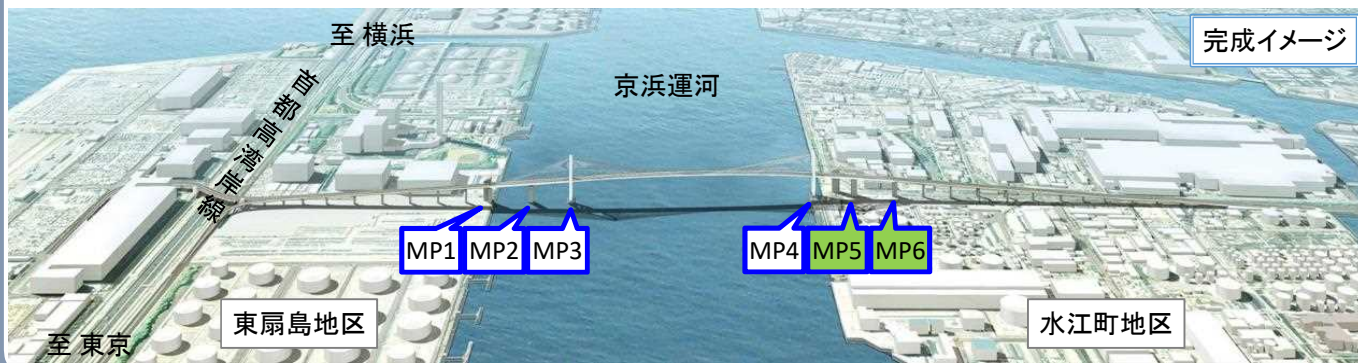 至 横浜
完成イメージ
首都高湾岸線
京浜運河
MP1
MP2
MP3
MP4
MP5
MP6
東扇島地区
水江町地区
至 東京